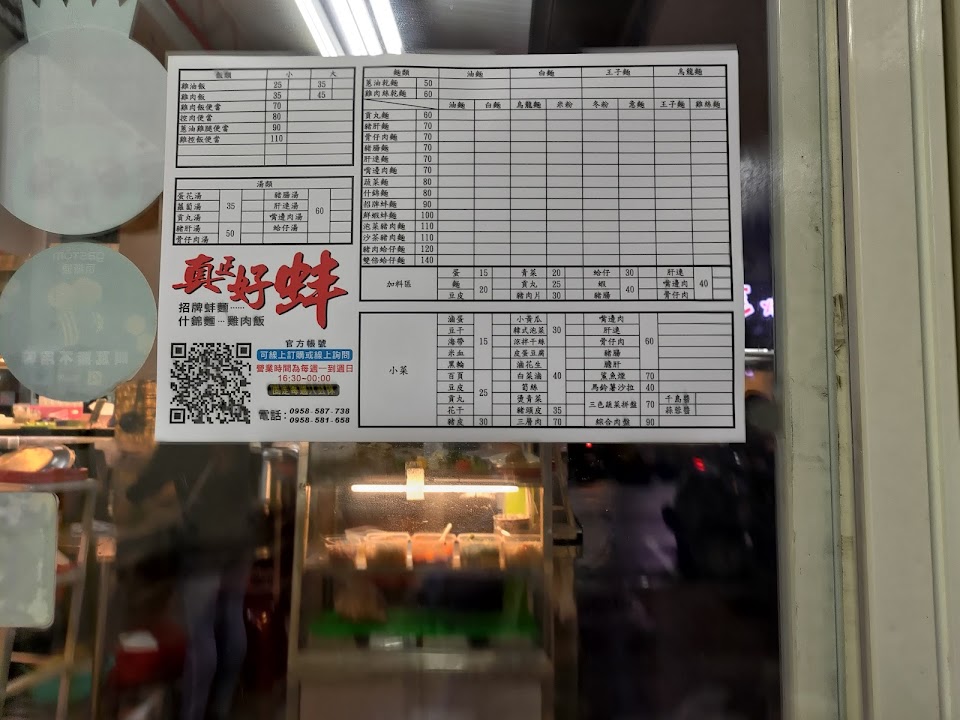 飯類 小 大
雞油飯 25 35
雞肉飯 35 45
雞肉飯便當 70
控肉便當 80
蔥油雞腿便當 90
雞控飯便當 110
湯類
蛋花湯 35 豬腸湯 60
蘿蔔湯 肝連湯
貢丸湯 嘴邊肉湯
豬肝湯 50 蛤仔湯
骨仔肉湯
真正好蚌
招牌蚌麵······
什錦麵···雞肉飯
官方帳號
可線上訂購或線上詢問
營業時間為每週一到週日
16:30~00:00
電話: 0958-587-738
0958-581-658
麵類 油麵 白麵 王子麵 烏龍麵
蔥油乾麵 50
雞肉絲乾麵 60
油麵 白麵 烏龍麵 米粉 冬粉 意麵 王子麵 雞絲麵
貢丸麵 60
豬肝麵 70
骨仔肉麵 70
豬腸麵 70
肝連麵 70
嘴邊肉麵 70
蔬菜麵 80
什錦麵 80
招牌蚌麵 90
鮮蝦蚌麵 100
泡菜豬肉麵 110
沙茶豬肉麵 110
豬肉蛤仔麵 120
雙倍蛤仔麵 140
加料區
蛋 15 青菜 20 蛤仔 30 肝連 40
麵 20 貢丸 25 蝦 40 嘴邊肉
豆皮 豬肉片 30 豬腸 骨仔肉
小菜
滷蛋 15 小黃瓜 30 嘴邊肉 60
豆干 韓式泡菜 肝連
海帶 涼拌干絲 骨仔肉
米血 皮蛋豆腐 豬腸
黑輪 滷花生 40 膽肝
百頁 25 白菜滷 鯊魚煙 70
豆皮 筍絲 馬鈴薯沙拉 40
貢丸 燙青菜 三色蔬菜拼盤 70 千島醬
花干 豬頭皮 35 蒜蓉醬
豬皮 30 三層肉 70 綜合肉盤 90